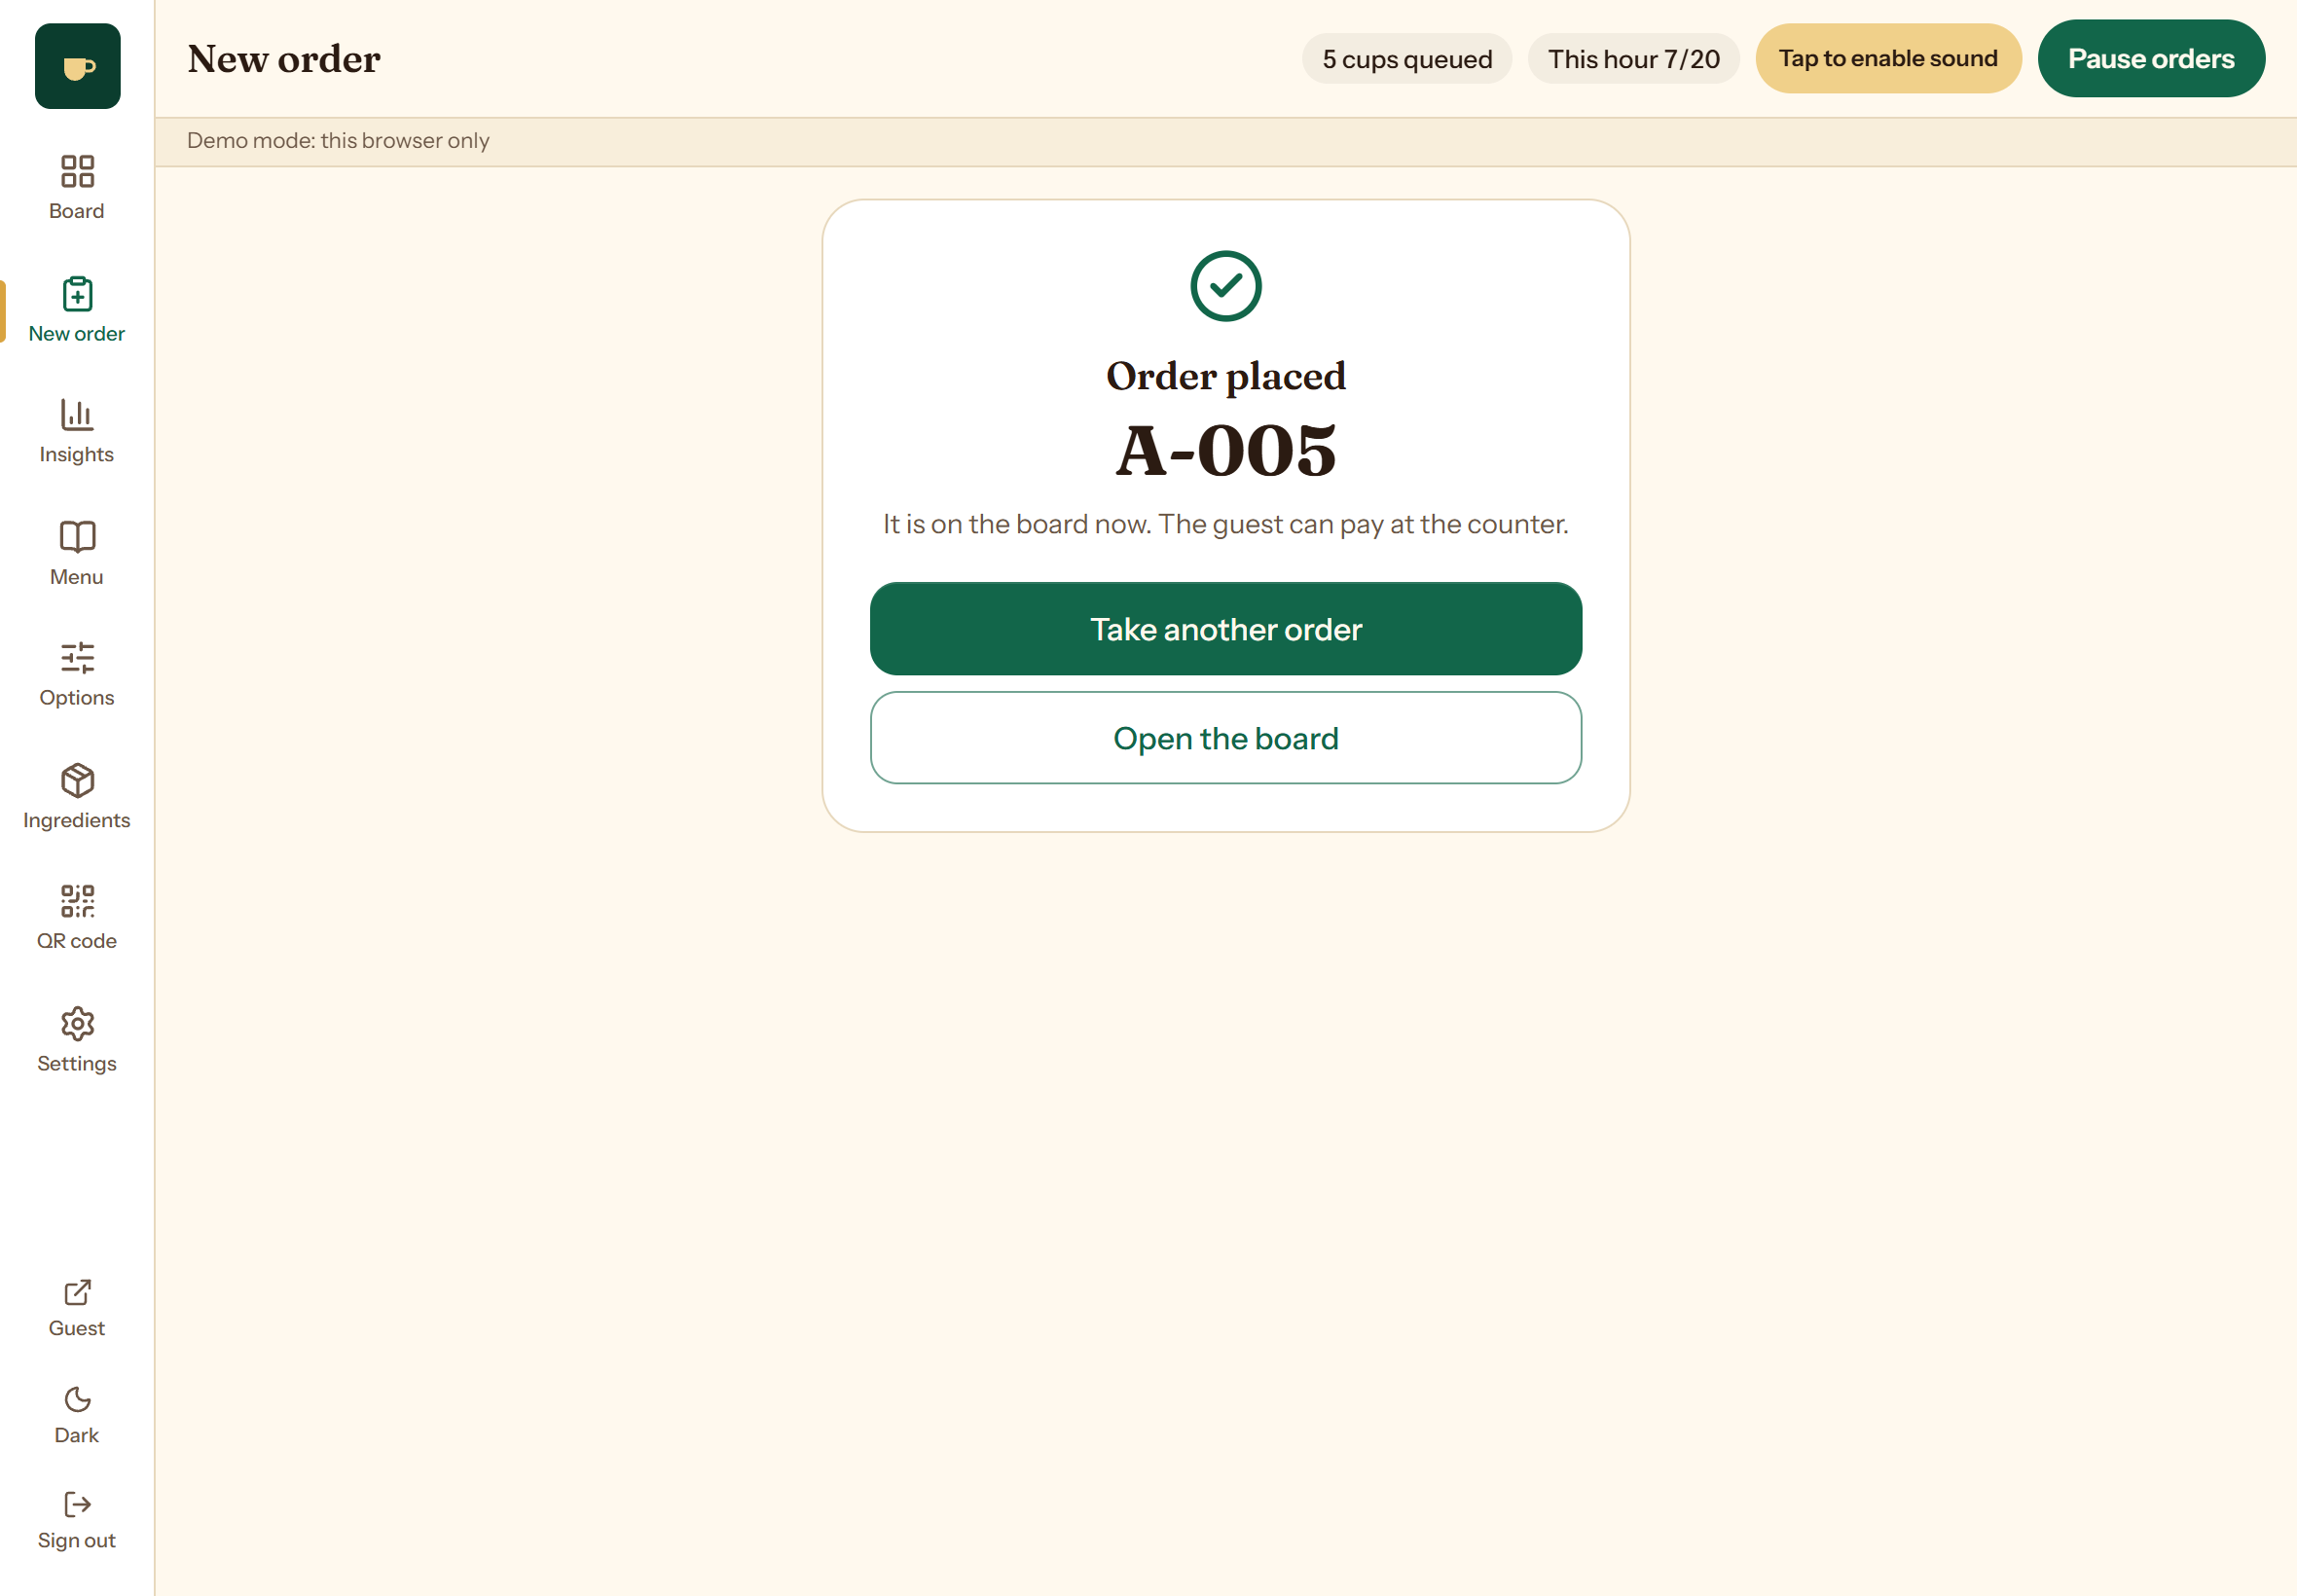 New order
5 cups queued
This hour 7/20
Tap to enable sound
Pause orders
Demo mode: this browser only
Board
New order
Insights
Menu
Options
Ingredients
QR code
Settings
Guest
Dark
Sign out
Order placed
A-005
It is on the board now. The guest can pay at the counter.
Take another order
Open the board